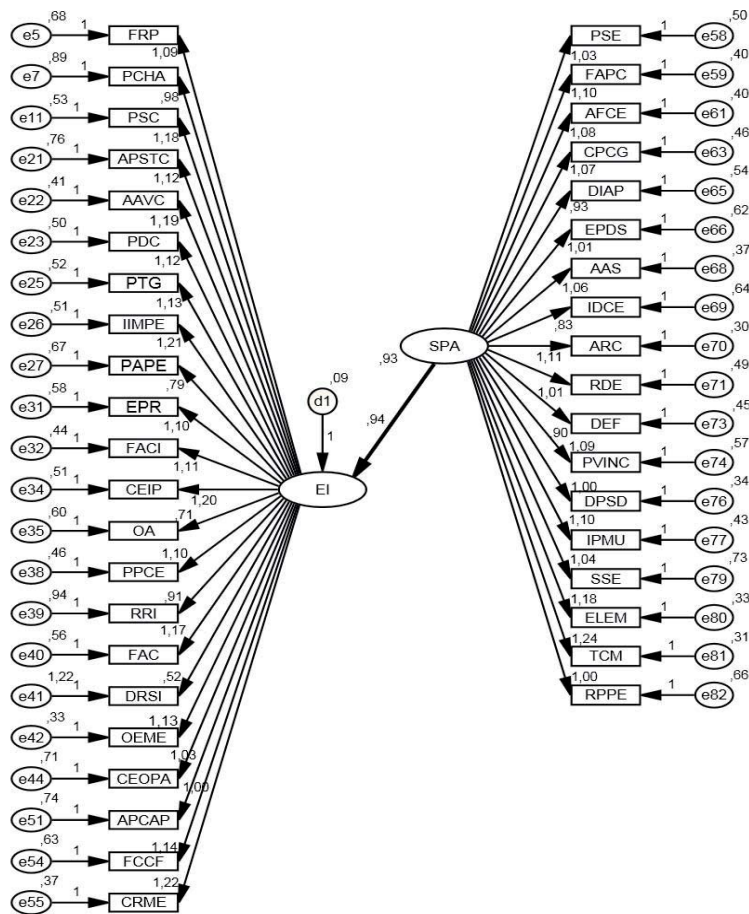 ,68
e5 1 FRP
1,09
,89
e7 1 PCHA
,98
,53
e11 1 PSC
1,18
,76
e21 1 APSTC
1,12
,41
e22 1 AAVC
1,19
,50
e23 1 PDC
1,12
,52
e25 1 PTG
1,13
,51
e26 1 IIMPE
1,21
,67
e27 1 PAPE
,79
,58
e31 1 EPR
1,10
,44
e32 1 FACI
1,11
,51
e34 1 CEIP
1,20
,60
e35 1 OA
,71
,46
e38 1 PPCE
1,10
,94
e39 1 RRI
,91
,56
e40 1 FAC
1,17
1,22
e41 1 DRSI
,52
,33
e42 1 OEME
1,13
,71
e44 1 CEOPA
1,03
,74
e51 1 APCAP
1,00
,63
e54 1 FCCF
1,14
,37
e55 1 CRME
1,22
,09
d1
1
EI
,94
,93
SPA
,50
PSE 1 e58
1,03
,40
FAPC 1 e59
1,10
,40
AFCE 1 e61
1,08
,46
CPCG 1 e63
1,07
,54
DIAP 1 e65
,93
,62
EPDS 1 e66
1,01
,37
AAS 1 e68
1,06
,64
IDCE 1 e69
,83
,30
ARC 1 e70
1,11
,49
RDE 1 e71
1,01
,45
DEF 1 e73
,90
,57
PVINC 1 e74
1,09
,34
DPSD 1 e76
1,00
,43
IPMU 1 e77
1,10
,73
SSE 1 e79
1,04
,33
ELEM 1 e80
1,18
,31
TCM 1 e81
1,24
,66
RPPE 1 e82
1,00